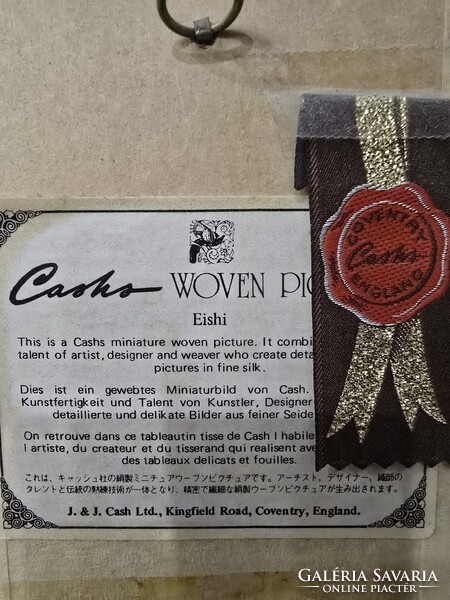 Cashs WOVEN PIC
Eishi
This is a Cashs miniature woven picture. It combi
talent of artist, designer and weaver who create deta
pictures in fine silk.
Dies ist ein gewebtes Miniaturbild von Cash.
Kunstfertigkeit und Talent von Kunstler, Designer
detaillierte und delikate Bilder aus feiner Seide
On retrouve dans ce tableautin tisse de Cash l habile
l artiste, du createur et du tisserand qui realisent ave
des tableaux delicats et fouilles.
これは、キャッシュ社の絹製ミニチュアウーブンピクチュアです。アーチスト、デザイナー、織師の
タレントと伝統の熟練技術が一体となり、精密で繊細な絹製ウーブンピクチュアが生み出されます。
J. & J. Cash Ltd., Kingfield Road, Coventry, England.
COVENTRY
Cashs
ENGLAND
GALÉRIA SAVARIA
ONLINE PIACTÉR